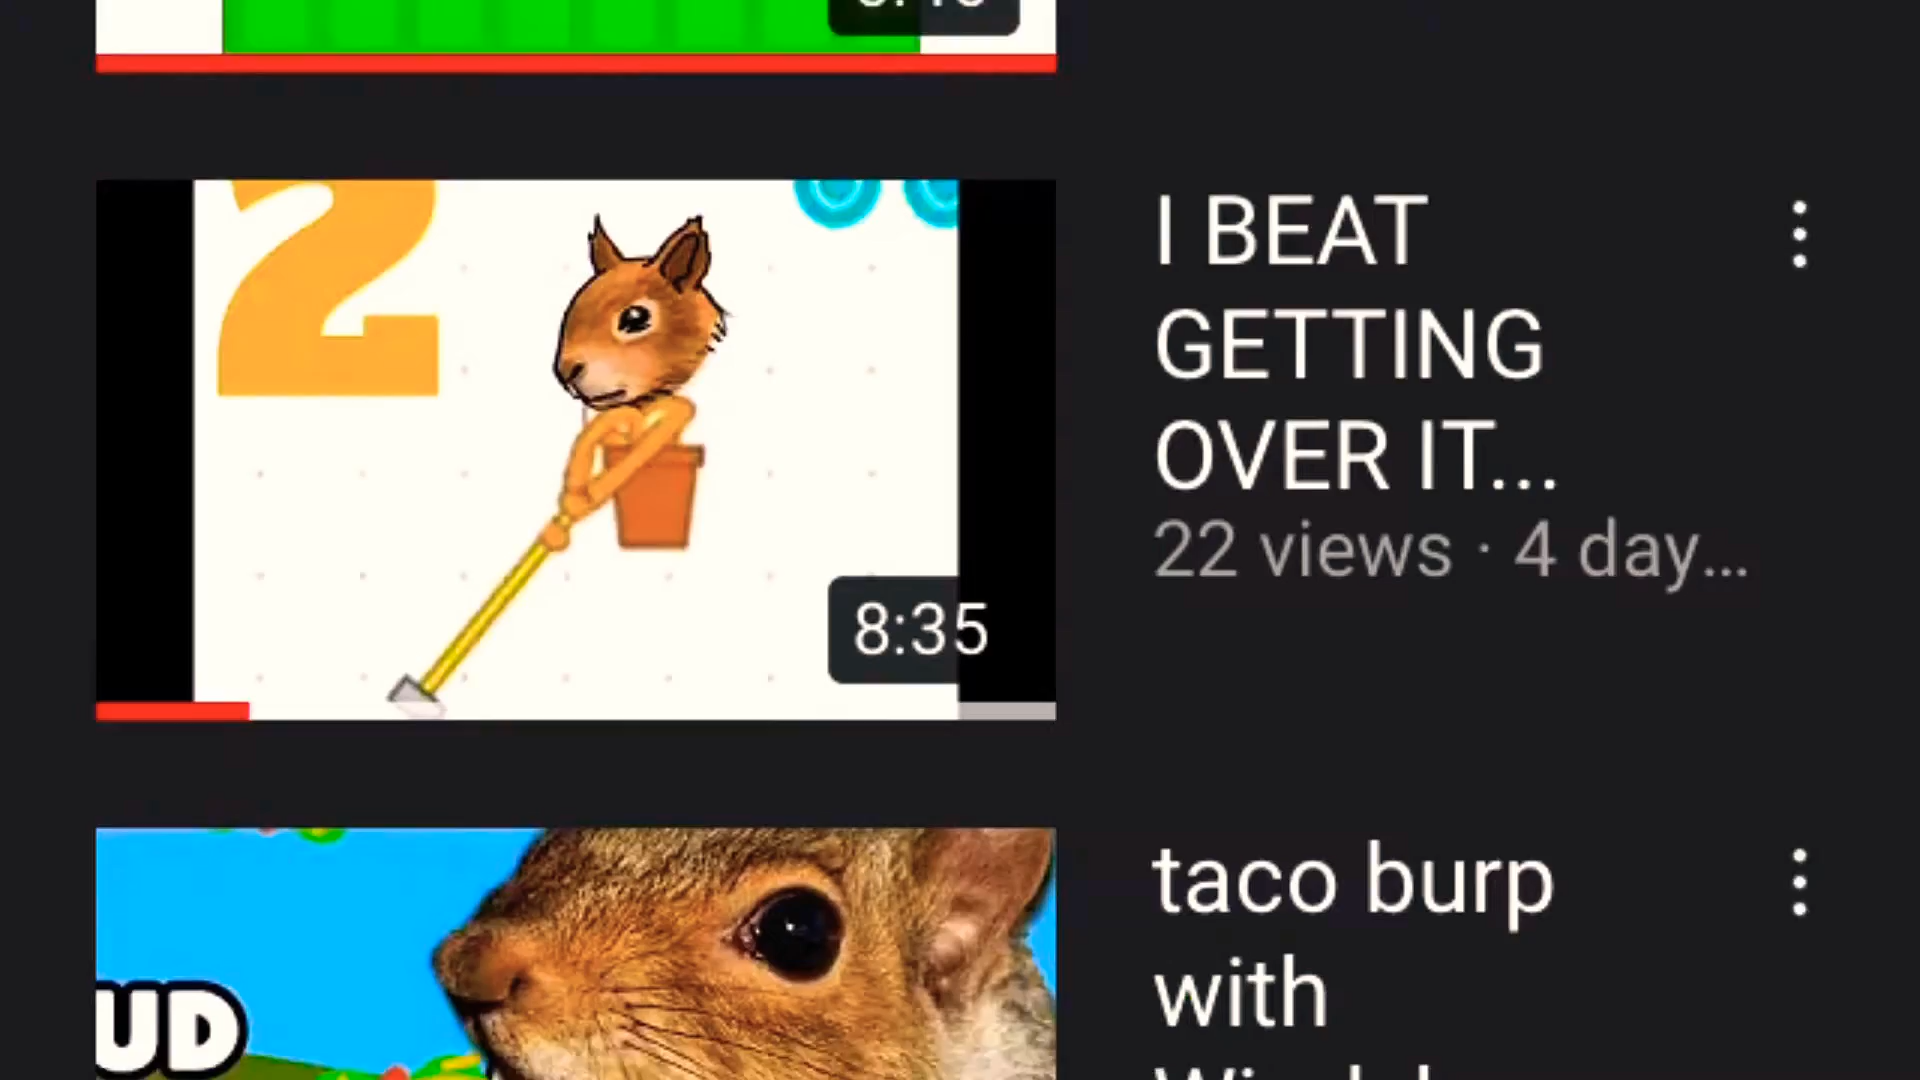 2
I BEAT
GETTING
OVER IT...
22 views · 4 day...
8:35
taco burp
with
UD